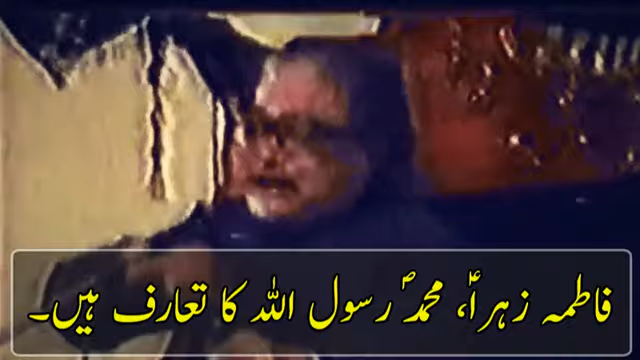 فاطمہ زہراؑ، محمدؐ رسول اللہ کا تعارف ہیں۔